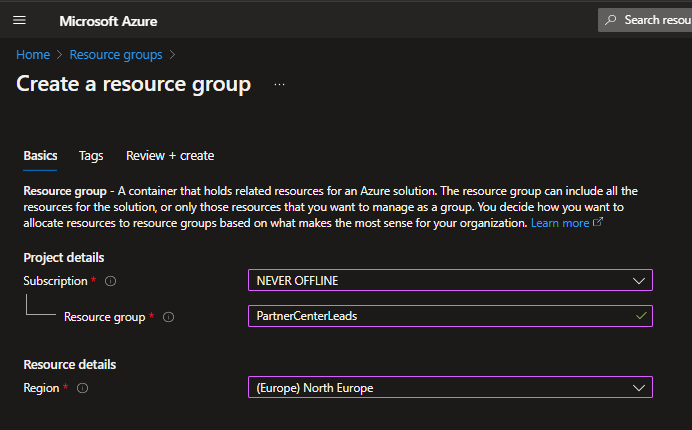 Microsoft Azure
Search resou
Home > Resource groups >
Create a resource group ...
Basics Tags Review + create
Resource group - A container that holds related resources for an Azure solution. The resource group can include all the
resources for the solution, or only those resources that you want to manage as a group. You decide how you want to
allocate resources to resource groups based on what makes the most sense for your organization. Learn more
Project details
Subscription * NEVER OFFLINE
Resource group * PartnerCenterLeads
Resource details
Region * (Europe) North Europe